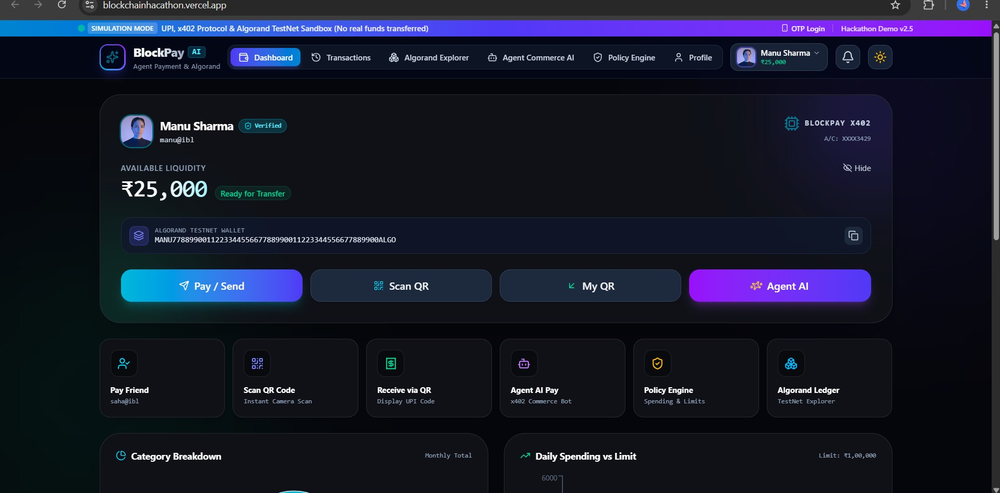 blockchainhacathon.vercel.app
SIMULATION MODE UPI, x402 Protocol & Algorand TestNet Sandbox (No real funds transferred) OTP Login Hackathon Demo v2.5
BlockPay AI
Agent Payment & Algorand
Dashboard Transactions Algorand Explorer Agent Commerce AI Policy Engine Profile
Manu Sharma
₹25,000
Manu Sharma Verified
manu@ibl
BLOCKPAY X402
A/C: XXXX3429
AVAILABLE LIQUIDITY
Hide
₹25,000 Ready for Transfer
ALGORAND TESTNET WALLET
MANU77889900112233445566778899001122334455667788990​0ALGO
Pay / Send Scan QR My QR Agent AI
Pay Friend
saha@ibl
Scan QR Code
Instant Camera Scan
Receive via QR
Display UPI Code
Agent AI Pay
x402 Commerce Bot
Policy Engine
Spending & Limits
Algorand Ledger
TestNet Explorer
Category Breakdown Monthly Total
Daily Spending vs Limit Limit: ₹1,00,000
6000